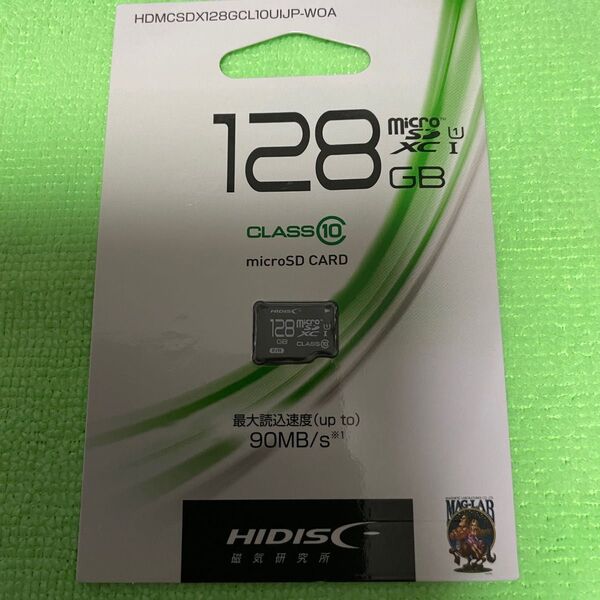 HDMCSDX128GCL10UIJP-WOA
128 GB
micro SD XC I U1
CLASS 10
microSD CARD
HIDISC
128 GB
micro SD XC I U1
CLASS 10
最大読込速度(up to)
90MB/s※1
HIDISC
磁気研究所
MAG-LAB